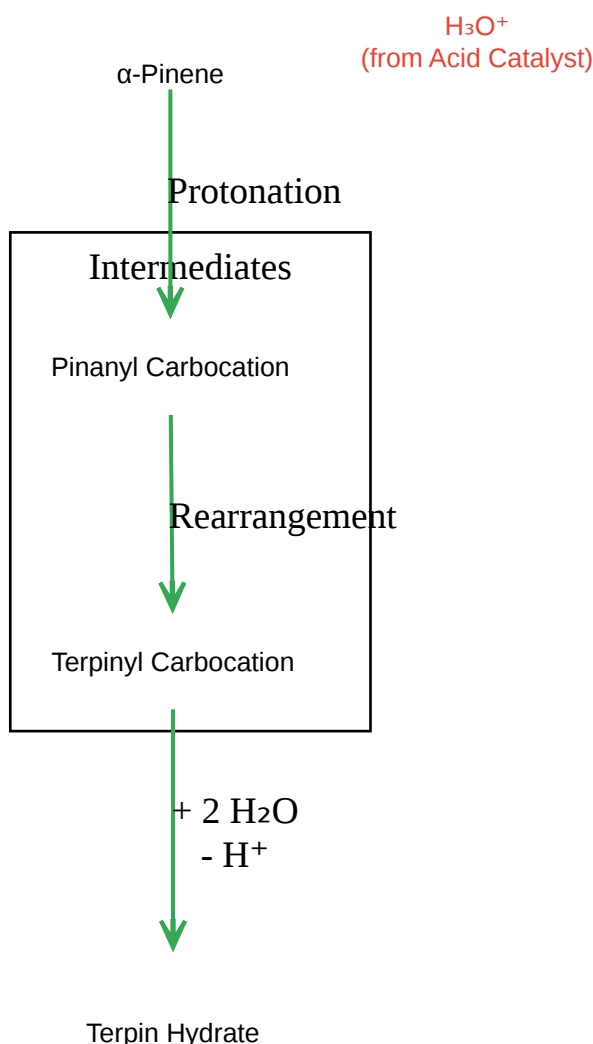 H₃O⁺
(from Acid Catalyst)
α-Pinene
Protonation
Intermediates
Pinanyl Carbocation
Rearrangement
Terpinyl Carbocation
+ 2 H₂O
- H⁺
Terpin Hydrate